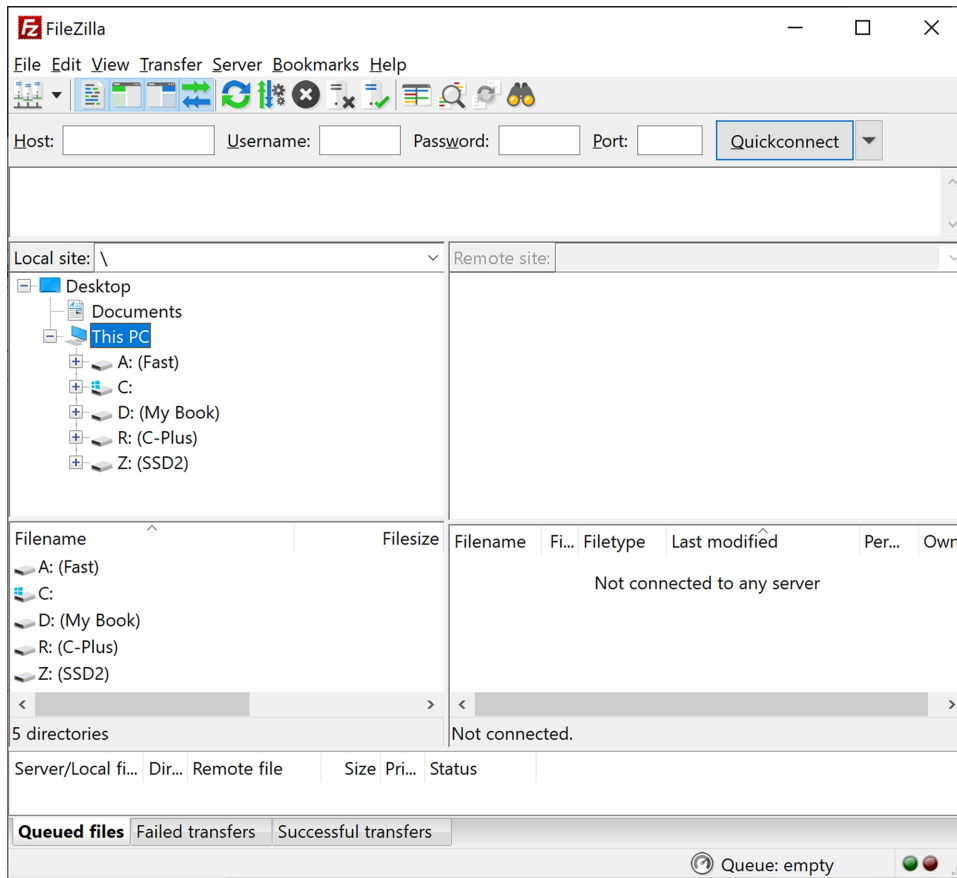 FileZilla
File Edit View Transfer Server Bookmarks Help
Host: Username: Password: Port: Quickconnect
Local site: \
Remote site:
Desktop
Documents
This PC
A: (Fast)
C:
D: (My Book)
R: (C-Plus)
Z: (SSD2)
Filename Filesize
A: (Fast)
C:
D: (My Book)
R: (C-Plus)
Z: (SSD2)
5 directories
Filename Fi... Filetype Last modified Per... Own
Not connected to any server
Not connected.
Server/Local fi... Dir... Remote file Size Pri... Status
Queued files Failed transfers Successful transfers
Queue: empty